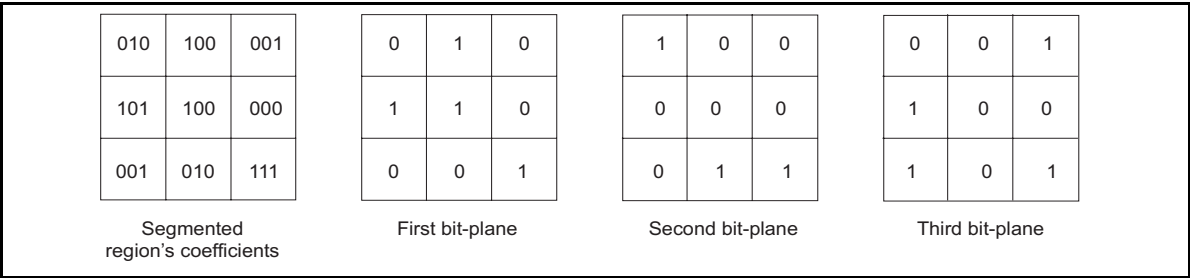 010 100 001 0 1 0 1 0 0 0 0 1
101 100 000 1 1 0 0 0 0 1 0 0
001 010 111 0 0 1 0 1 1 1 0 1
Segmented First bit-plane Second bit-plane Third bit-plane
region's coefficients